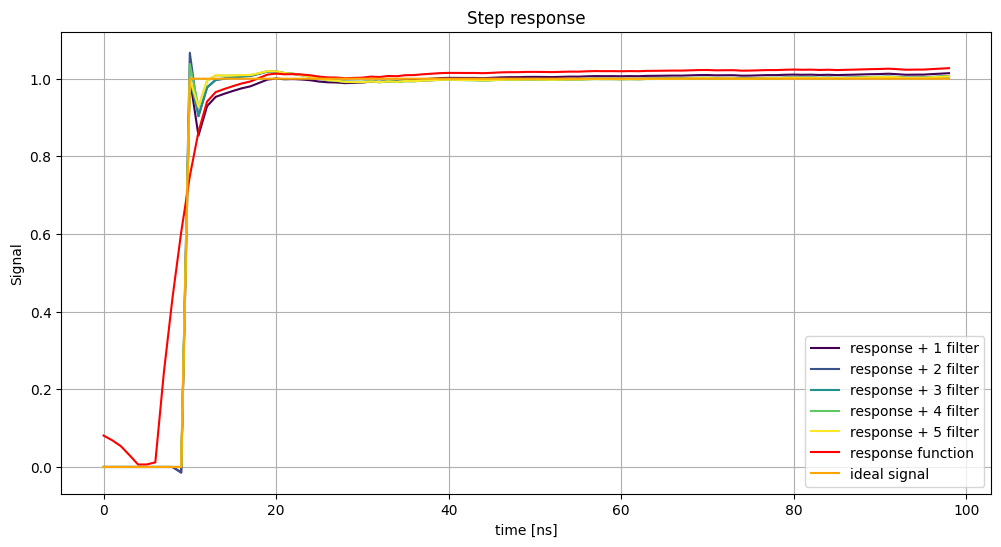 Step response
Signal
1.0
0.8
0.6
0.4
0.2
0.0
0 20 40 60 80 100
time [ns]
response + 1 filter
response + 2 filter
response + 3 filter
response + 4 filter
response + 5 filter
response function
ideal signal